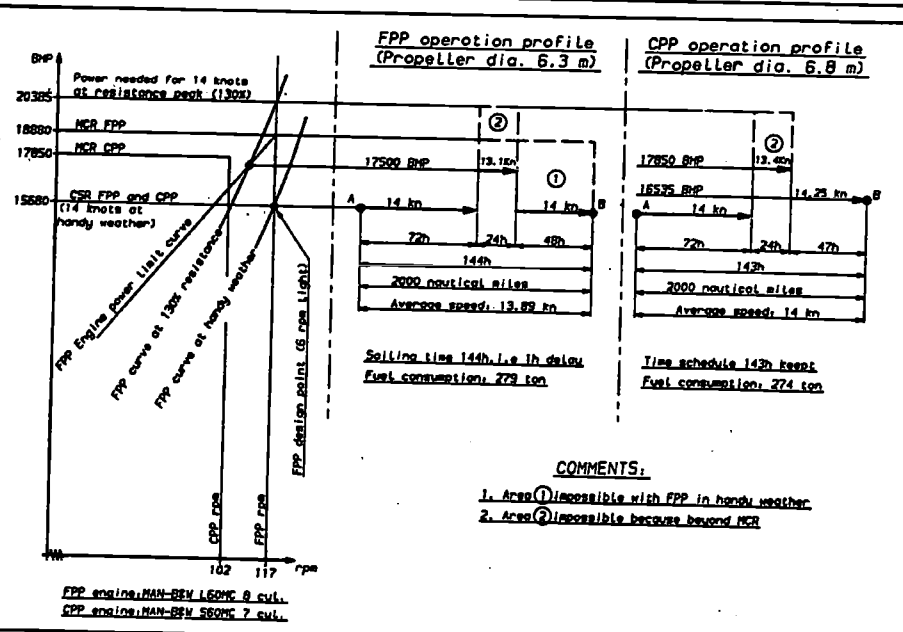 BHP
Power needed for 14 knots
at resistance peak (130%)
20385
18880
MCR FPP
17850
MCR CPP
15680
CSR FPP and CPP
(14 knots at
handy weather)
FPP Engine power limit curve
FPP curve at 130% resistance
FPP curve at handy weather
FPP design point (6 rpm light)
CPP rpm
FPP rpm
102
117
rpm
FPP engine: MAN-B&W L60MC 8 cyl.
CPP engine: MAN-B&W S60MC 7 cyl.
FPP operation profile
(Propeller dia. 6.3 m)
2
17500 BHP
13.1Kn
1
A
14 kn
14 kn
B
72h
24h
48h
144h
2000 nautical miles
Average speed: 13.89 kn
Sailing time 144h, i.e 1h delay
Fuel consumption: 279 ton
CPP operation profile
(Propeller dia. 6.8 m)
2
17850 BHP
13.4Kn
16535 BHP
14.25 kn
A
14 kn
B
72h
24h
47h
143h
2000 nautical miles
Average speed: 14 kn
Time schedule 143h keept
Fuel consumption: 274 ton
COMMENTS:
1. Area 1 impossible with FPP in handy weather
2. Area 2 impossible because beyond MCR